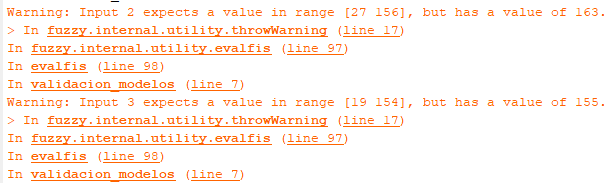 Warning: Input 2 expects a value in range [27 156], but has a value of 163.
> In fuzzy.internal.utility.throwWarning (line 17)
In fuzzy.internal.utility.evalfis (line 97)
In evalfis (line 98)
In validacion_modelos (line 7)
Warning: Input 3 expects a value in range [19 154], but has a value of 155.
> In fuzzy.internal.utility.throwWarning (line 17)
In fuzzy.internal.utility.evalfis (line 97)
In evalfis (line 98)
In validacion_modelos (line 7)